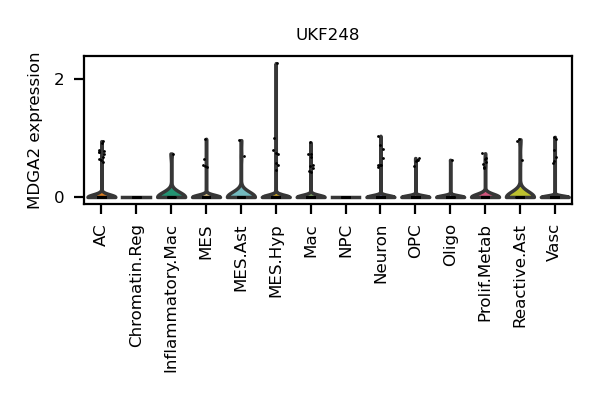 UKF248
MDGA2 expression
2
0
AC
Chromatin.Reg
Inflammatory.Mac
MES
MES.Ast
MES.Hyp
Mac
NPC
Neuron
OPC
Oligo
Prolif.Metab
Reactive.Ast
Vasc